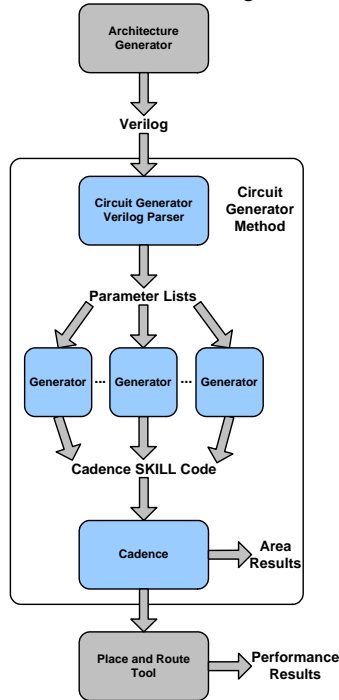 Architecture
Generator
Verilog
Circuit Generator
Verilog Parser
Circuit
Generator
Method
Parameter Lists
Generator ... Generator ... Generator
Cadence SKILL Code
Cadence
Area
Results
Place and Route
Tool
Performance
Results